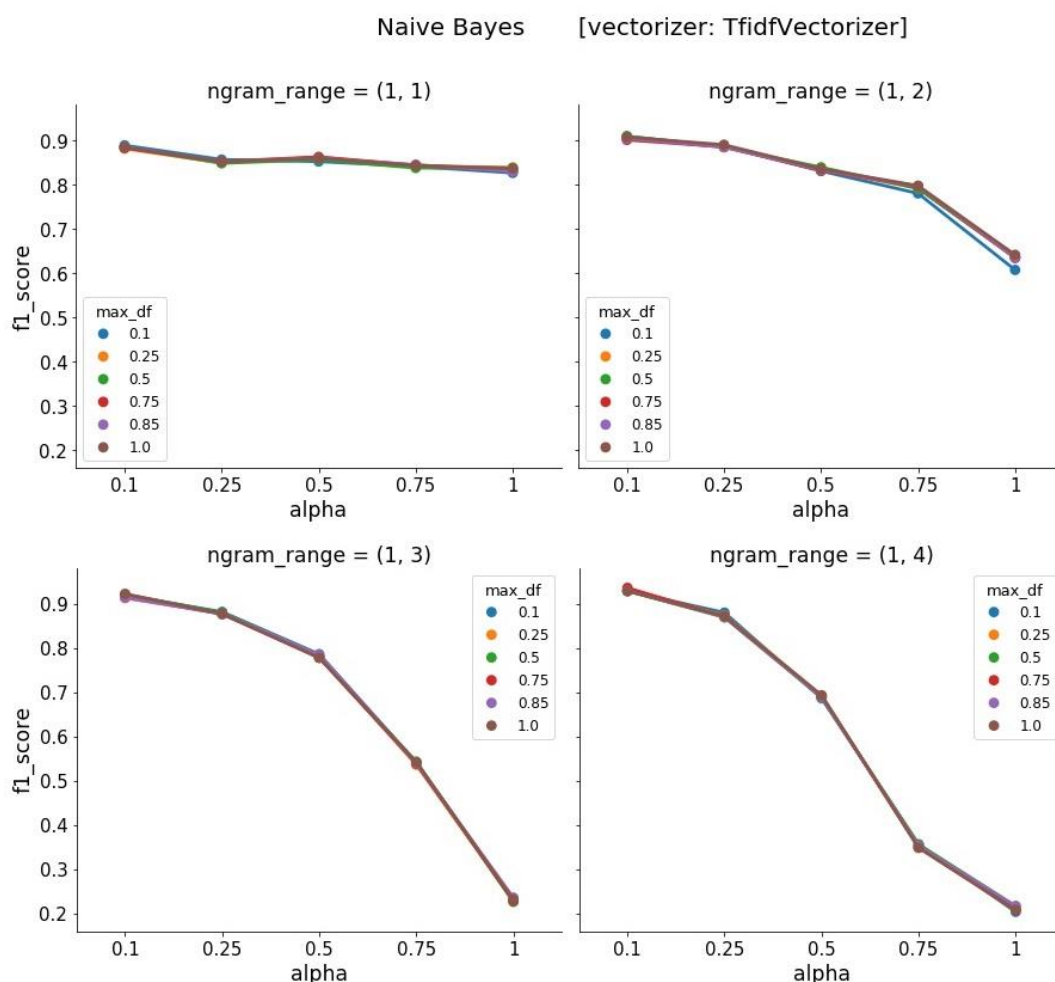 Naive Bayes [vectorizer: TfidfVectorizer]
ngram_range = (1, 1)
f1_score
0.9
0.8
0.7
0.6
0.5
0.4
0.3
0.2
max_df
0.1
0.25
0.5
0.75
0.85
1.0
0.1 0.25 0.5 0.75 1
alpha
ngram_range = (1, 2)
max_df
0.1
0.25
0.5
0.75
0.85
1.0
0.1 0.25 0.5 0.75 1
alpha
ngram_range = (1, 3)
f1_score
0.9
0.8
0.7
0.6
0.5
0.4
0.3
0.2
max_df
0.1
0.25
0.5
0.75
0.85
1.0
0.1 0.25 0.5 0.75 1
alpha
ngram_range = (1, 4)
max_df
0.1
0.25
0.5
0.75
0.85
1.0
0.1 0.25 0.5 0.75 1
alpha